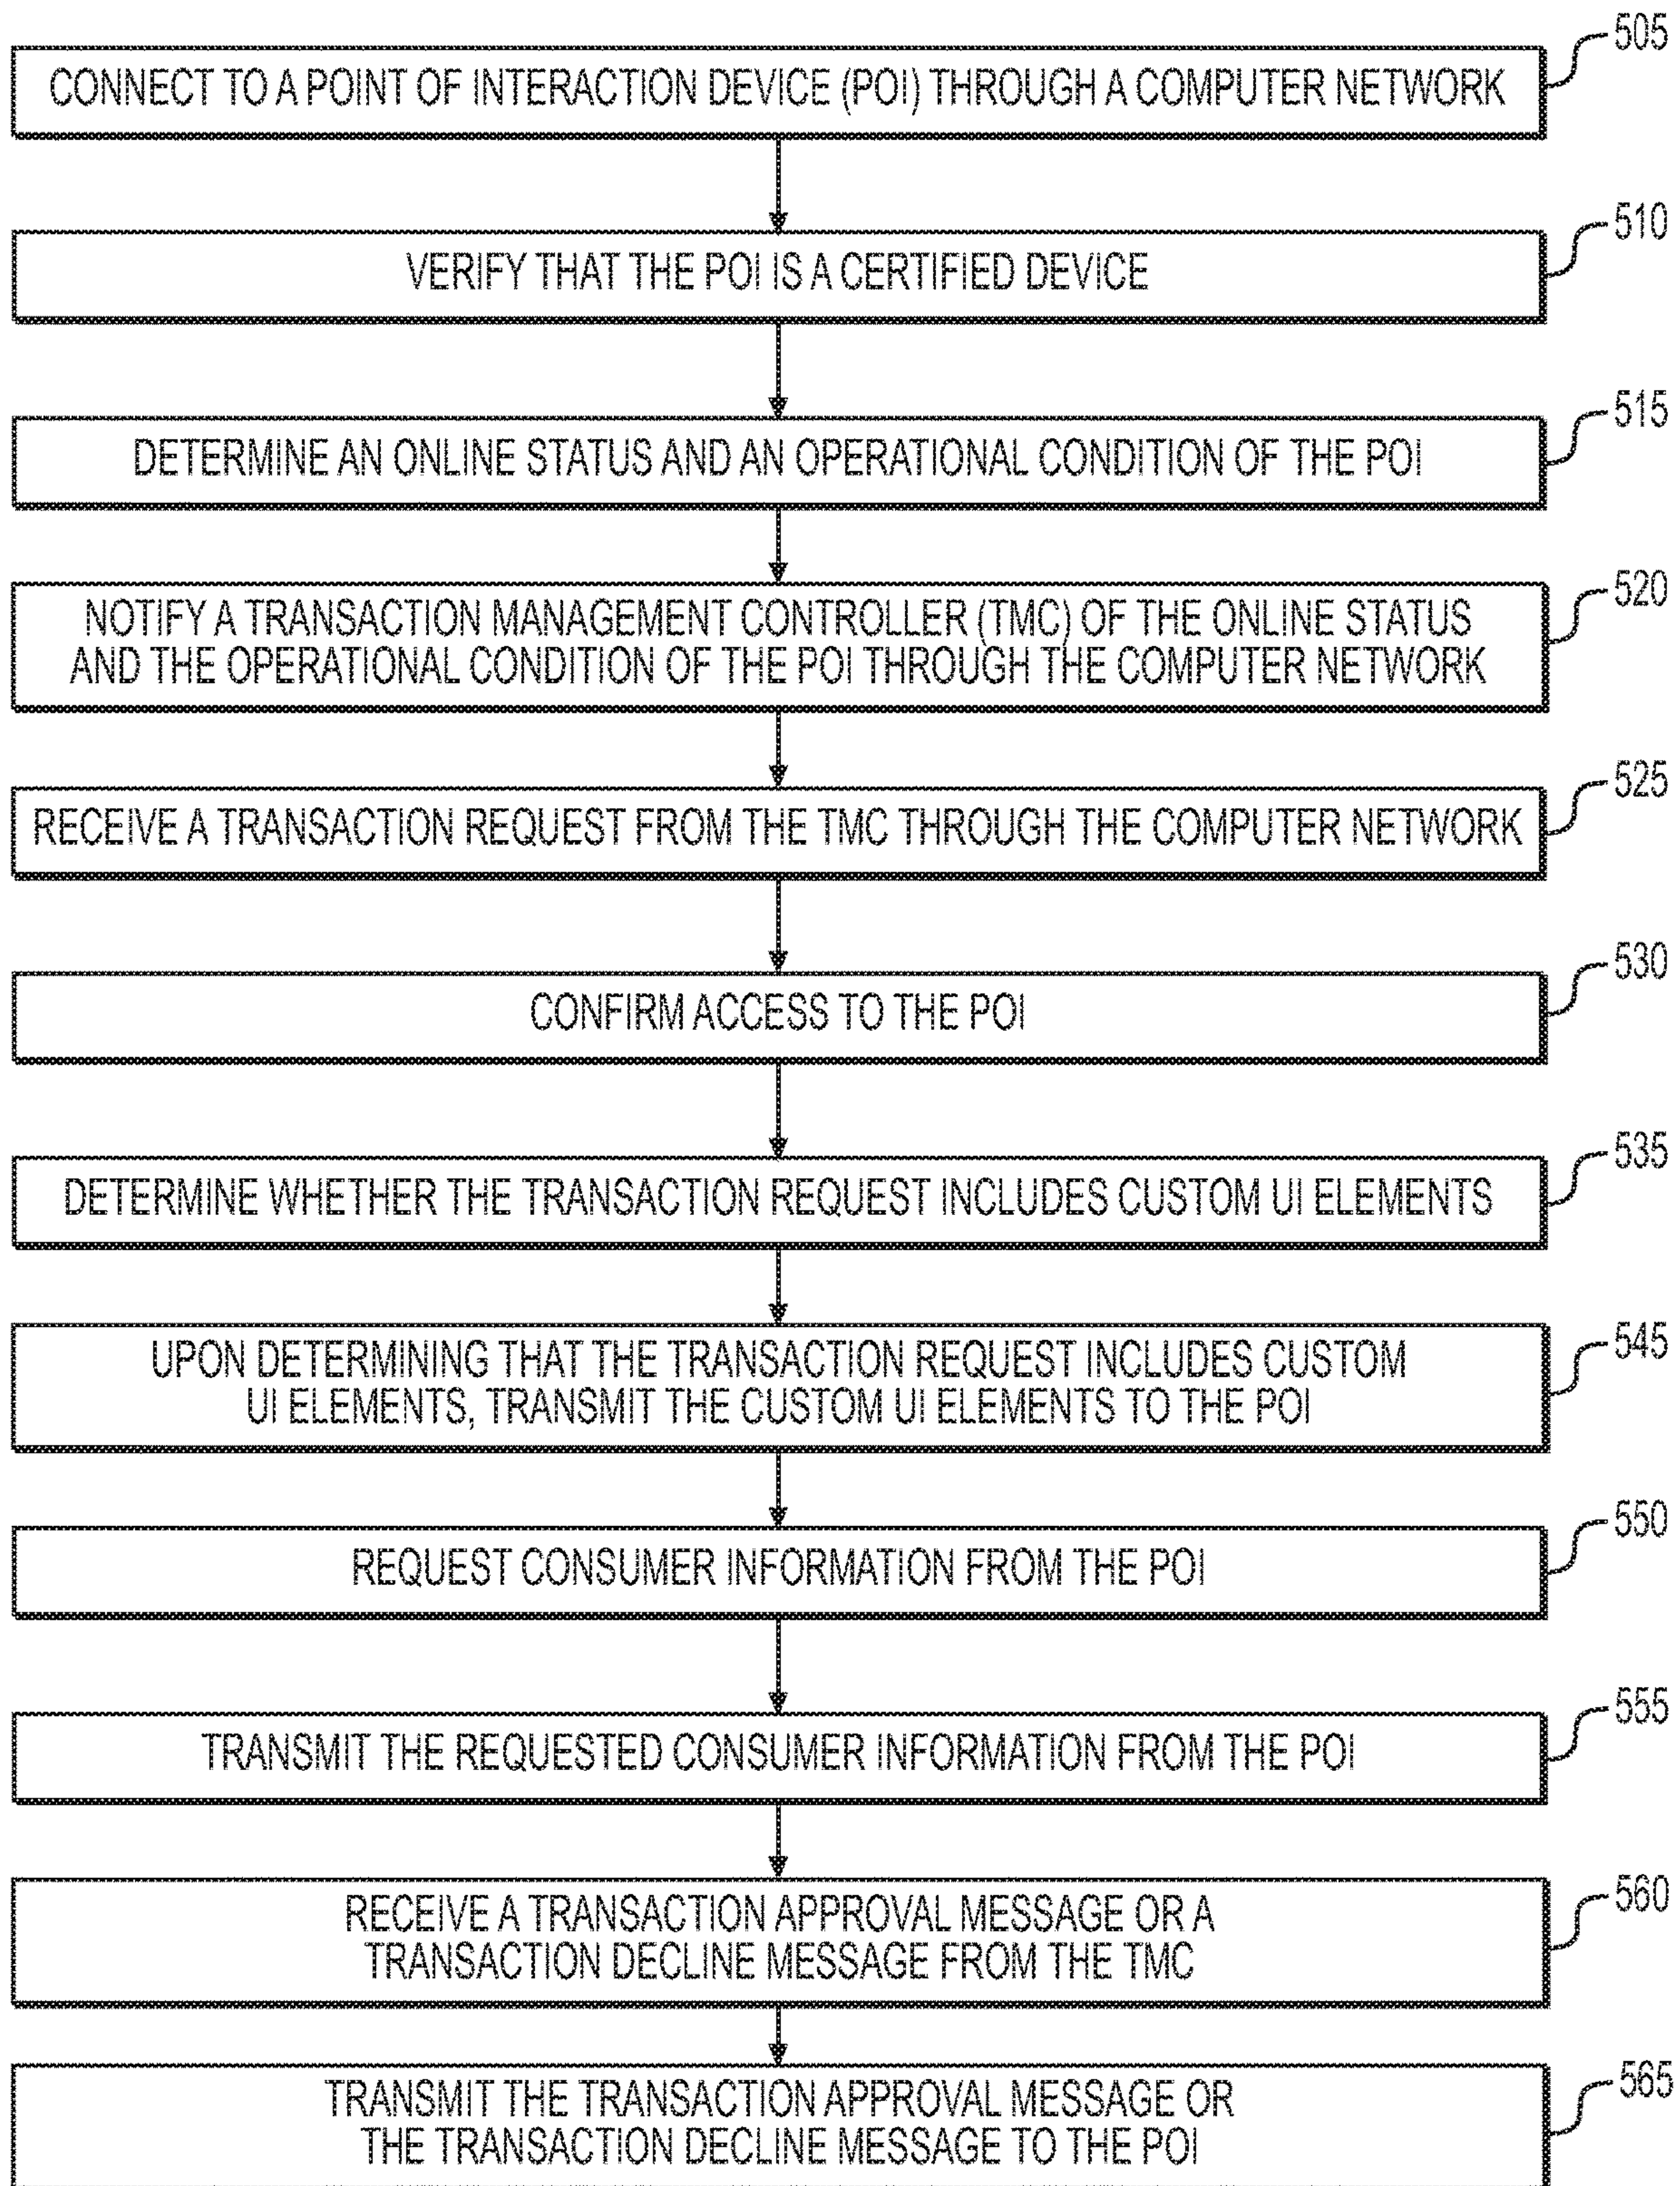 505
CONNECT TO A POINT OF INTERACTION DEVICE (POI) THROUGH A COMPUTER NETWORK
510
VERIFY THAT THE POI IS A CERTIFIED DEVICE
515
DETERMINE AN ONLINE STATUS AND AN OPERATIONAL CONDITION OF THE POI
520
NOTIFY A TRANSACTION MANAGEMENT CONTROLLER (TMC) OF THE ONLINE STATUS
AND THE OPERATIONAL CONDITION OF THE POI THROUGH THE COMPUTER NETWORK
525
RECEIVE A TRANSACTION REQUEST FROM THE TMC THROUGH THE COMPUTER NETWORK
530
CONFIRM ACCESS TO THE POI
535
DETERMINE WHETHER THE TRANSACTION REQUEST INCLUDES CUSTOM UI ELEMENTS
545
UPON DETERMINING THAT THE TRANSACTION REQUEST INCLUDES CUSTOM
UI ELEMENTS, TRANSMIT THE CUSTOM UI ELEMENTS TO THE POI
550
REQUEST CONSUMER INFORMATION FROM THE POI
555
TRANSMIT THE REQUESTED CONSUMER INFORMATION FROM THE POI
560
RECEIVE A TRANSACTION APPROVAL MESSAGE OR A
TRANSACTION DECLINE MESSAGE FROM THE TMC
565
TRANSMIT THE TRANSACTION APPROVAL MESSAGE OR
THE TRANSACTION DECLINE MESSAGE TO THE POI